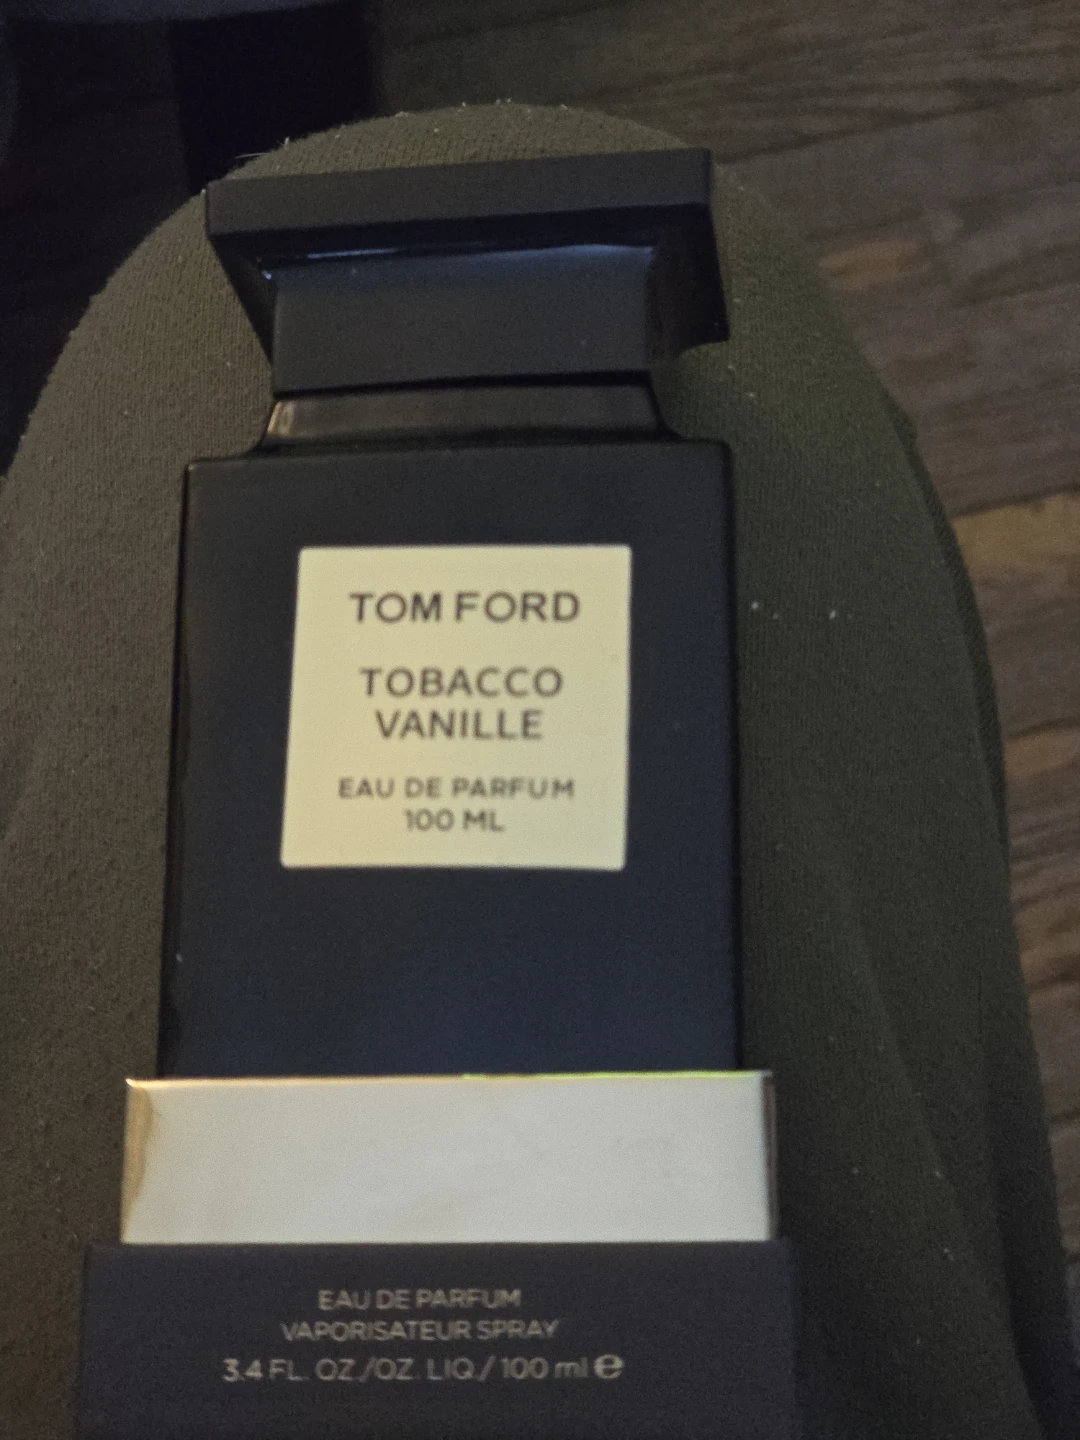 TOM FORD
TOBACCO
VANILLE
EAU DE PARFUM
100 ML
EAU DE PARFUM
VAPORISATEUR SPRAY
3.4 FL. OZ./OZ. LIQ./ 100 ml ℮